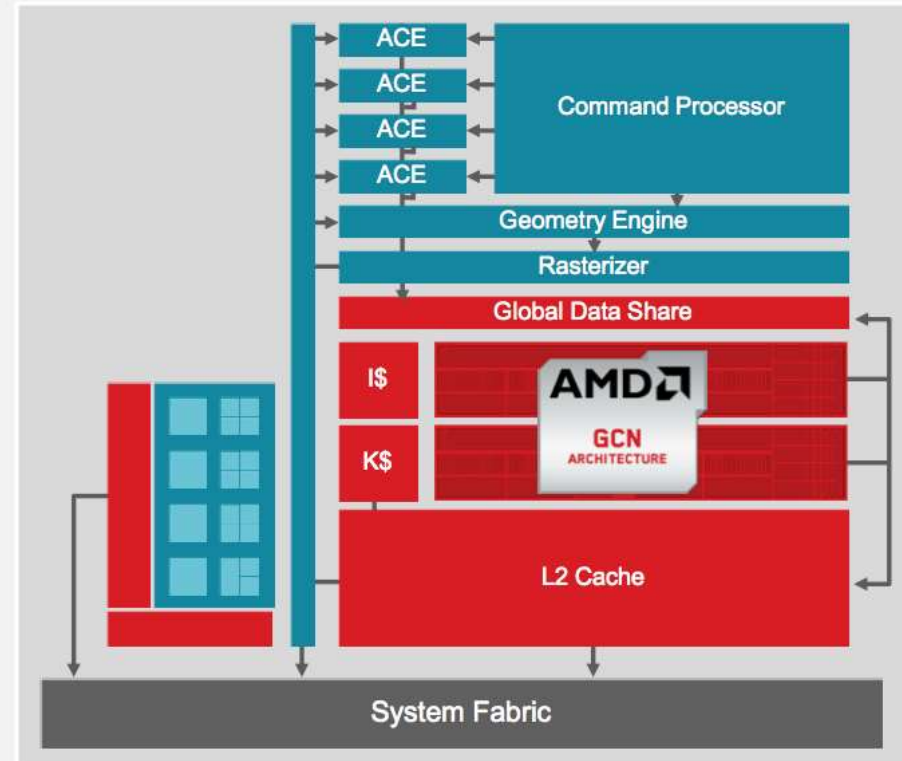 ACE
ACE
ACE
ACE
Command Processor
Geometry Engine
Rasterizer
Global Data Share
I$
K$
AMD
GCN
ARCHITECTURE
L2 Cache
System Fabric